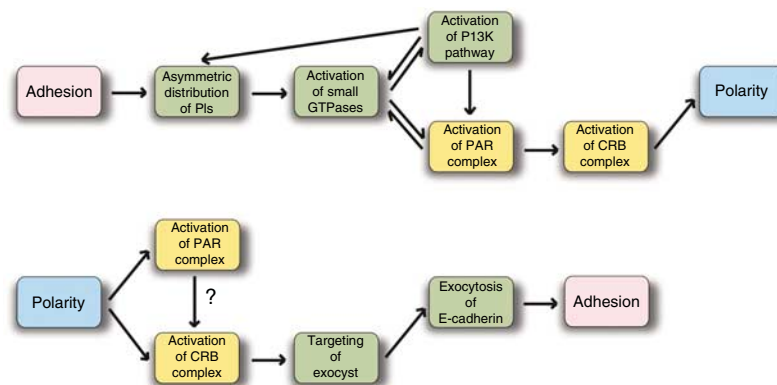 Adhesion
Asymmetric
distribution
of PIs
Activation
of small
GTPases
Activation
of P13K
pathway
Activation
of PAR
complex
Activation
of CRB
complex
Polarity
Polarity
Activation
of PAR
complex
?
Activation
of CRB
complex
Targeting
of
exocyst
Exocytosis
of
E-cadherin
Adhesion